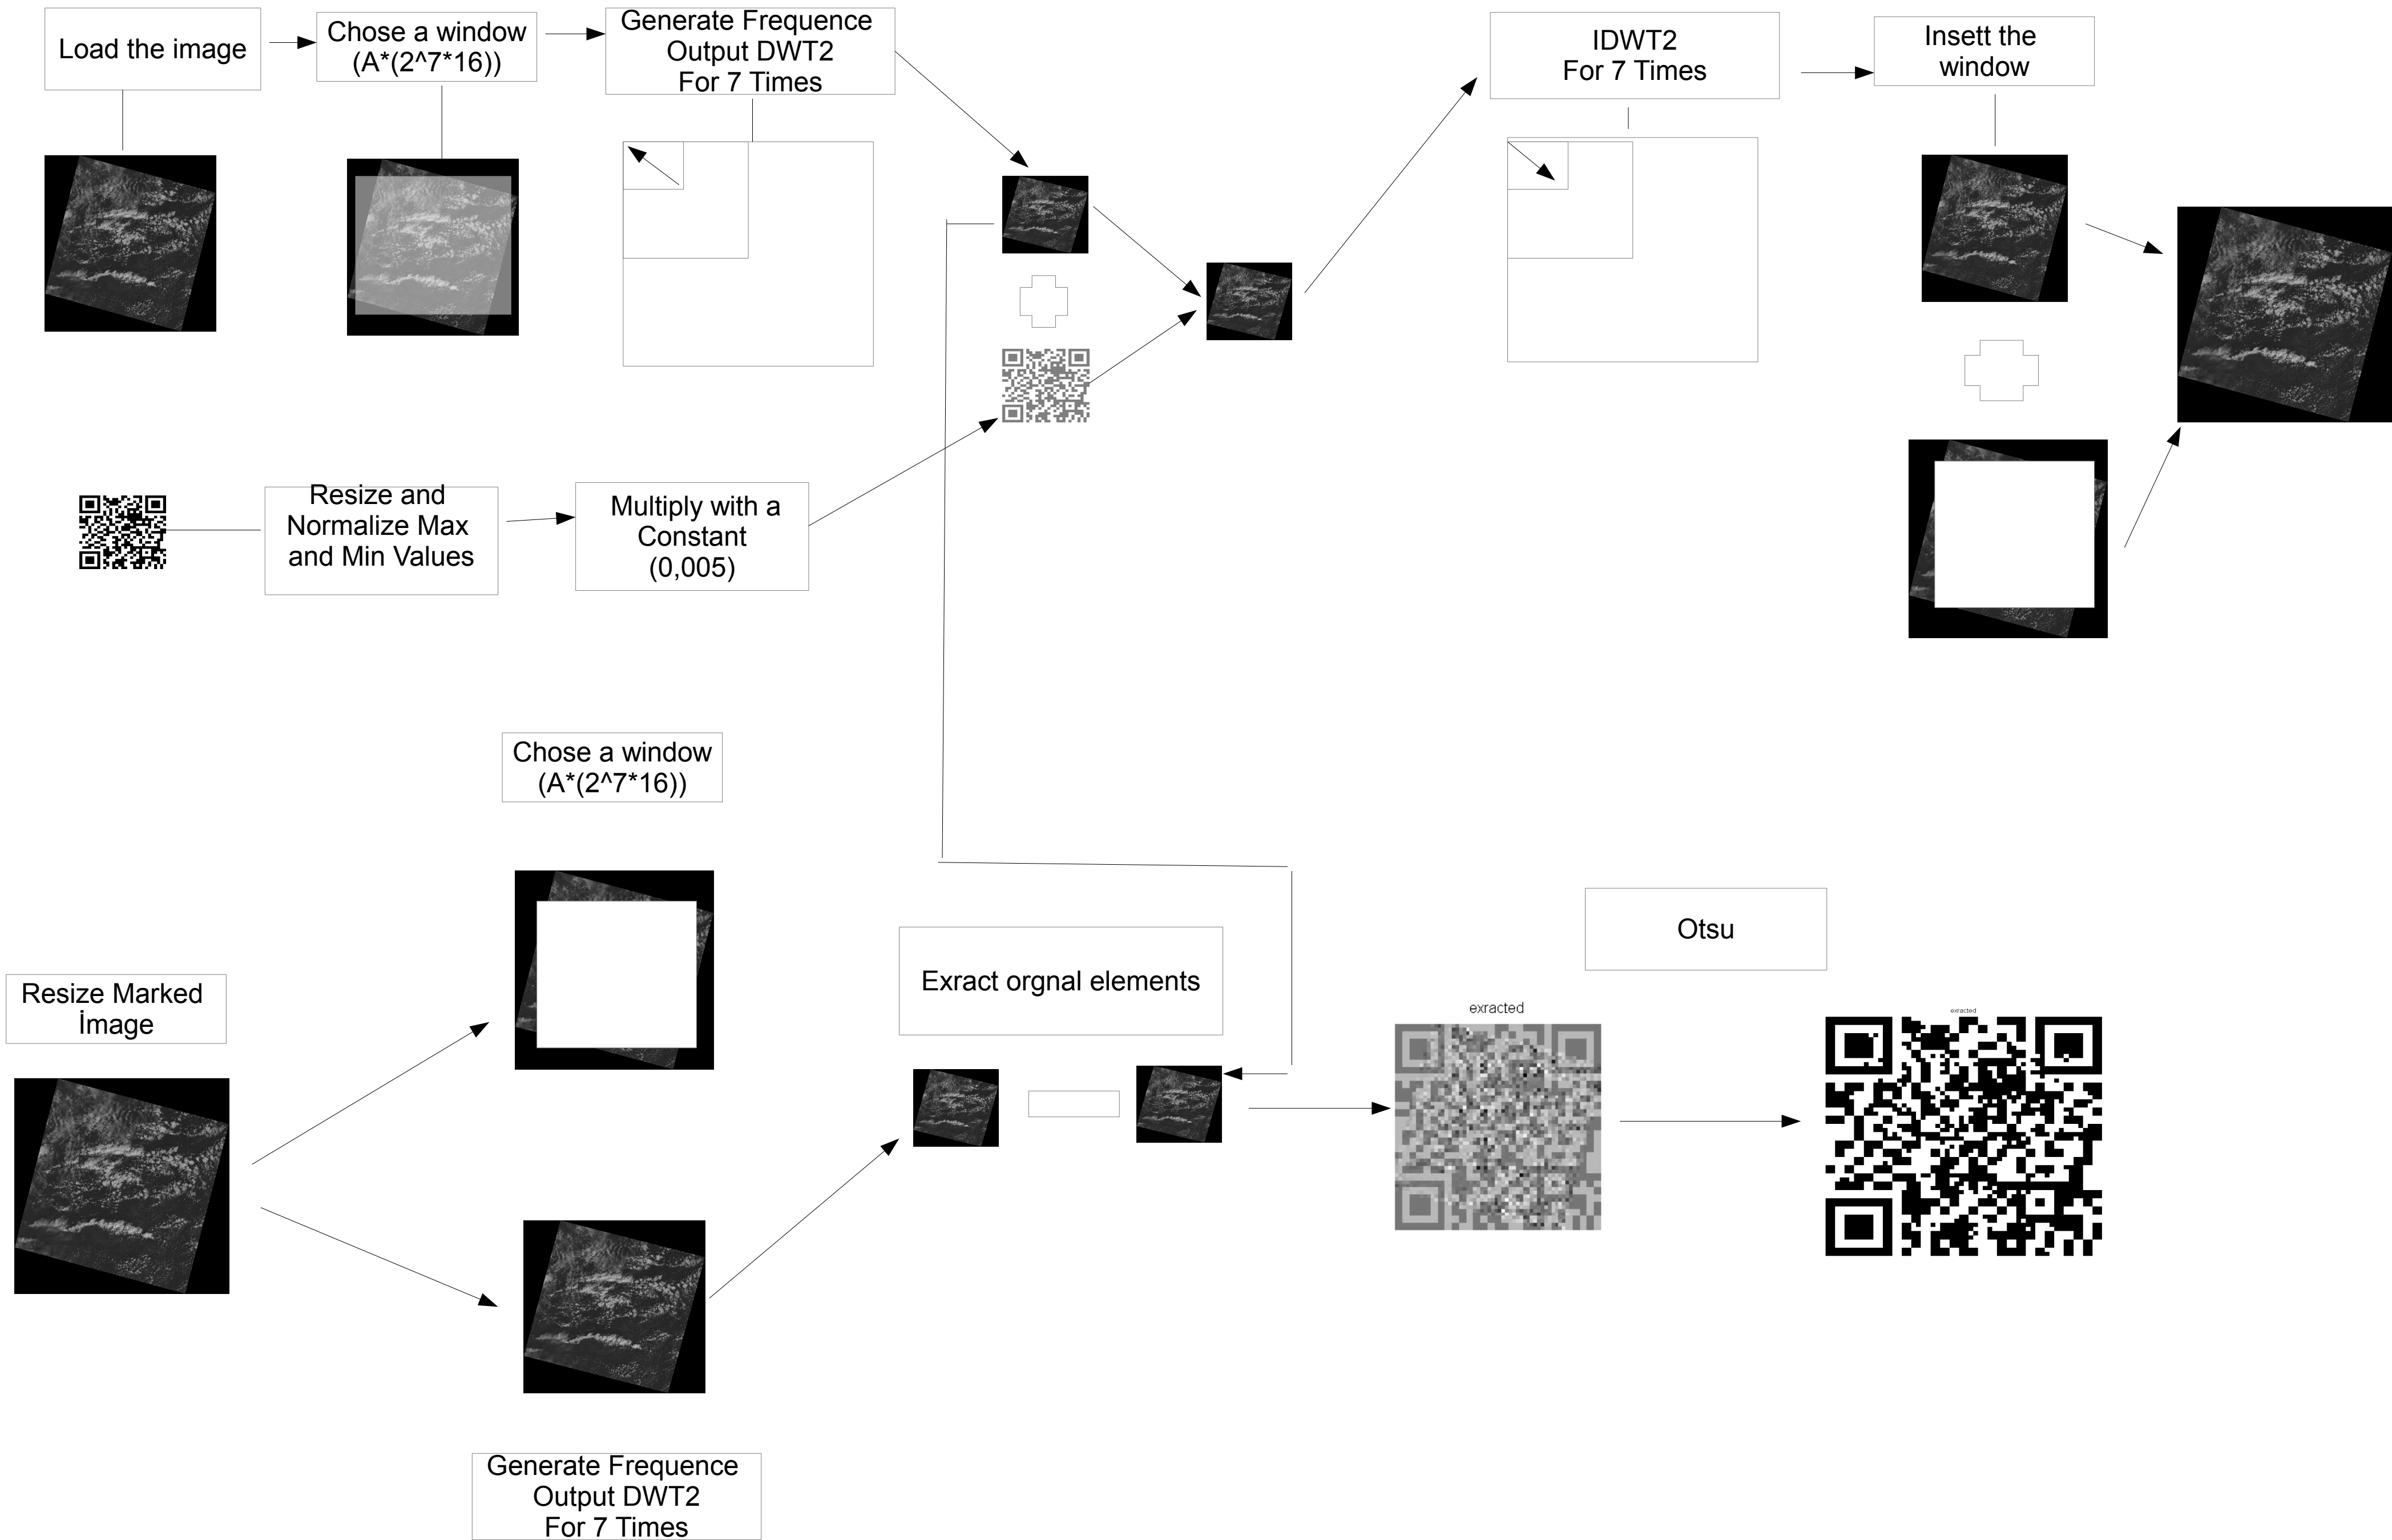 Load the image
Chose a window
(A*(2^7*16))
Generate Frequence
Output DWT2
For 7 Times
IDWT2
For 7 Times
Insett the
window
Resize and
Normalize Max
and Min Values
Multiply with a
Constant
(0,005)
Chose a window
(A*(2^7*16))
Resize Marked
İmage
Exract orgnal elements
Otsu
exracted
exracted
Generate Frequence
Output DWT2
For 7 Times